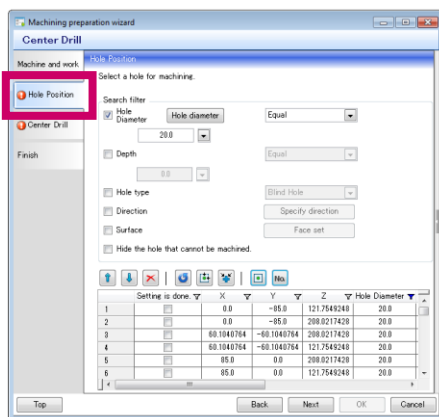 Machining preparation wizard
Center Drill
Machine and work
Hole Position
Center Drill
Finish
Hole Position
Select a hole for machining.
Search filter
Hole Diameter Hole diameter Equal
20.0
Depth Equal
0.0
Hole type Blind Hole
Direction Specify direction
Surface Face set
Hide the hole that cannot be machined.
No.
Setting is done. X Y Z Hole Diameter
1 0.0 -85.0 121.7549248 20.0
2 0.0 -85.0 208.0217428 20.0
3 60.1040764 -60.1040764 208.0217428 20.0
4 60.1040764 -60.1040764 121.7549248 20.0
5 85.0 0.0 208.0217428 20.0
6 85.0 0.0 121.7549248 20.0
Top Back Next OK Cancel